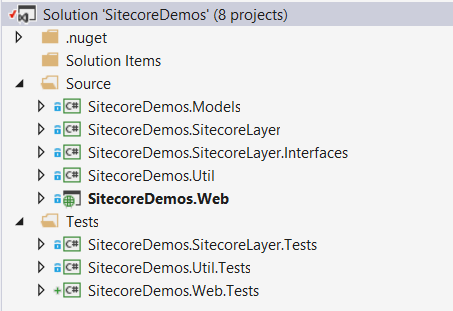 Solution 'SitecoreDemos' (8 projects)
.nuget
Solution Items
Source
C# SitecoreDemos.Models
C# SitecoreDemos.SitecoreLayer
C# SitecoreDemos.SitecoreLayer.Interfaces
C# SitecoreDemos.Util
SitecoreDemos.Web
Tests
C# SitecoreDemos.SitecoreLayer.Tests
C# SitecoreDemos.Util.Tests
C# SitecoreDemos.Web.Tests